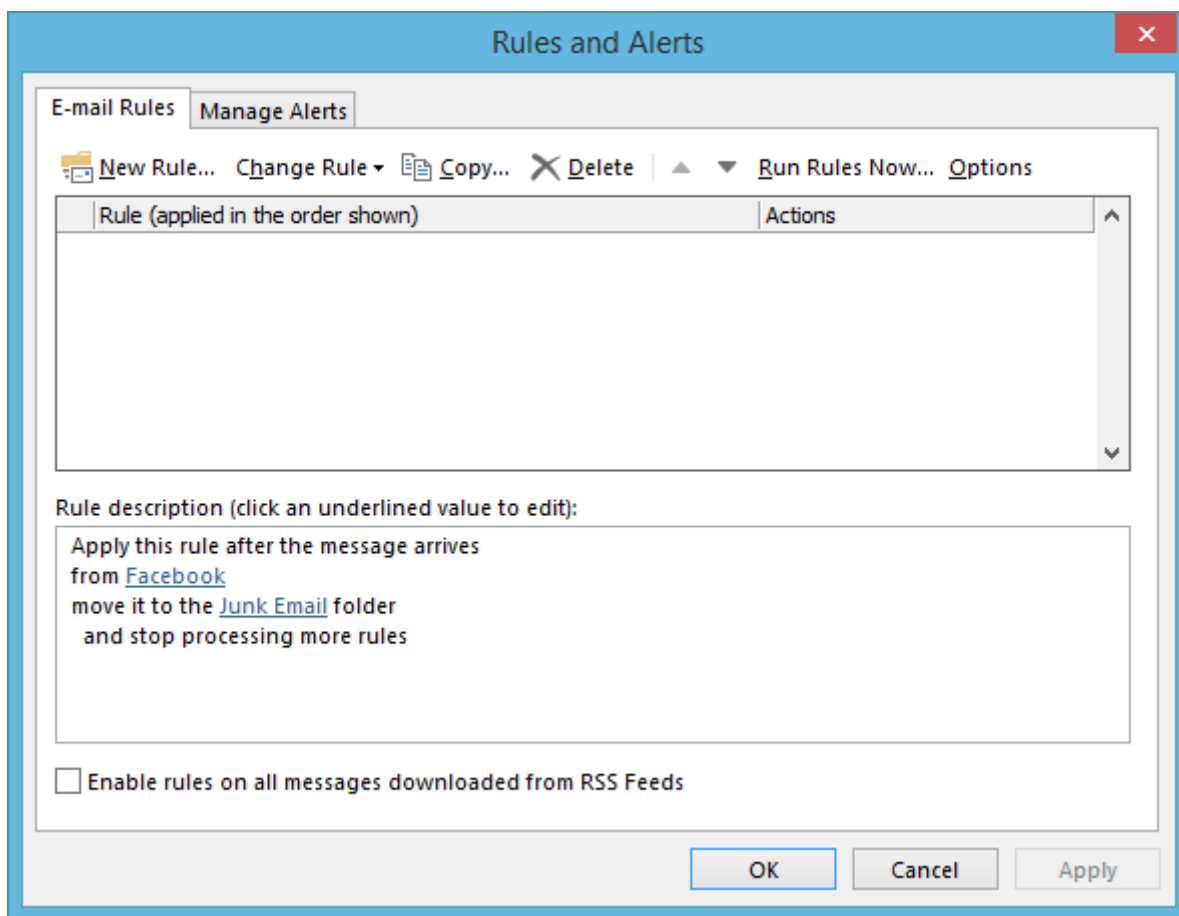 Rules and Alerts
E-mail Rules Manage Alerts
New Rule... Change Rule Copy... Delete Run Rules Now... Options
Rule (applied in the order shown) Actions
Rule description (click an underlined value to edit):
Apply this rule after the message arrives
from Facebook
move it to the Junk Email folder
and stop processing more rules
Enable rules on all messages downloaded from RSS Feeds
OK Cancel Apply